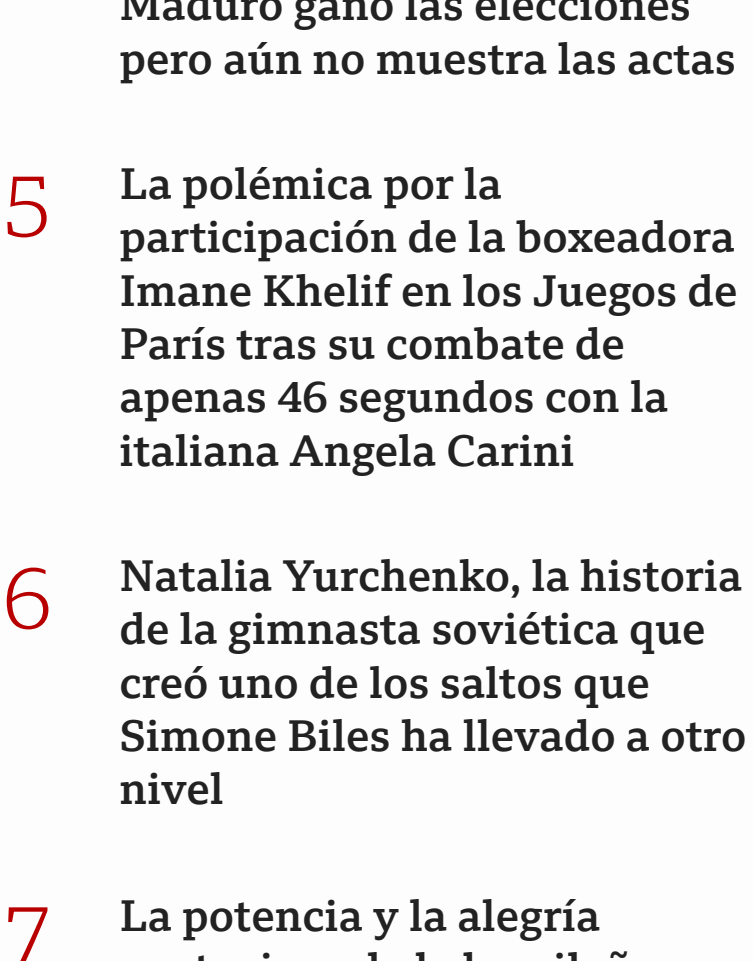 Maduro ganó las elecciones
pero aún no muestra las actas
5
La polémica por la
participación de la boxeadora
Imane Khelif en los Juegos de
París tras su combate de
apenas 46 segundos con la
italiana Angela Carini
6
Natalia Yurchenko, la historia
de la gimnasta soviética que
creó uno de los saltos que
Simone Biles ha llevado a otro
nivel
7
La potencia y la alegría